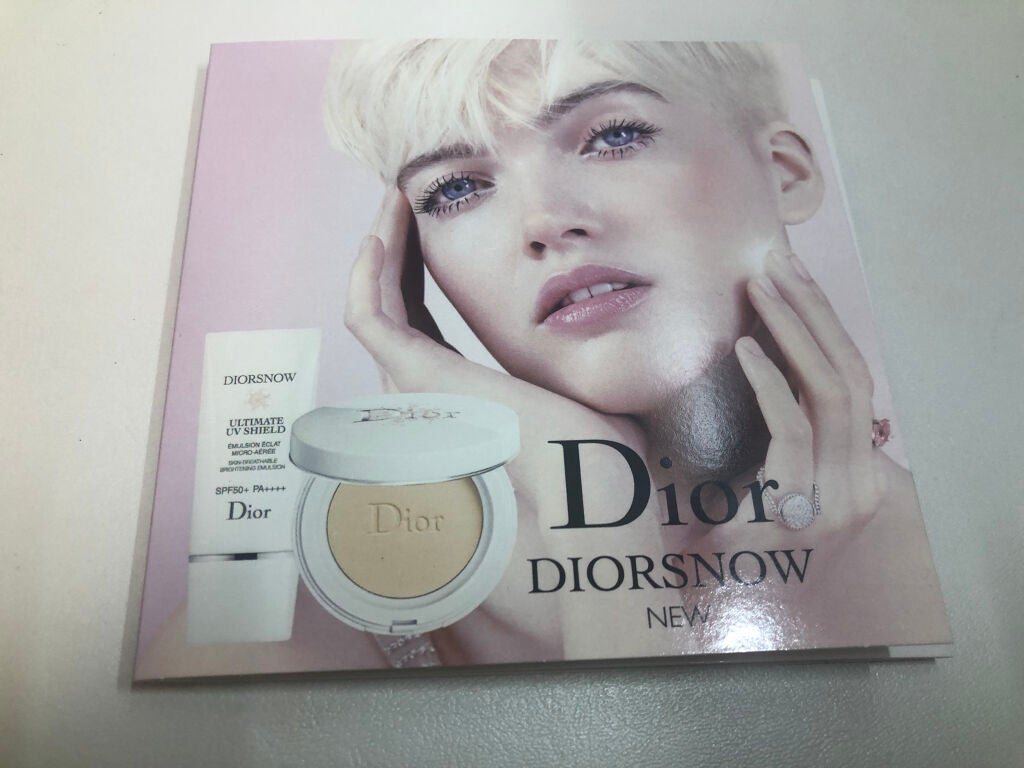 DIORSNOW
ULTIMATE
UV SHIELD
ÉMULSION ÉCLAT
MICRO-AÉRÉE
SKIN-BREATHABLE
BRIGHTENING EMULSION
SPF50+ PA++++
Dior
Dior
Dior
Dior
DIORSNOW
NEW